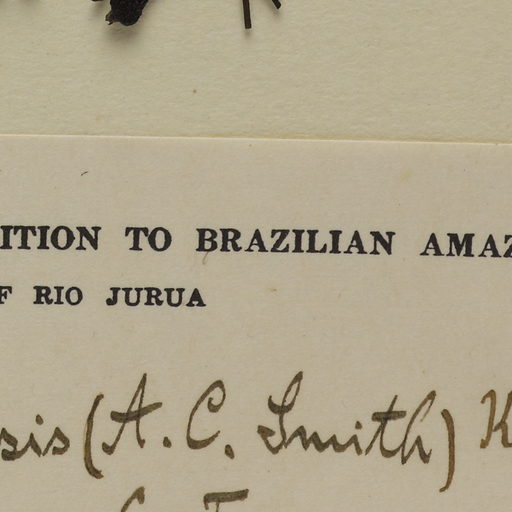 ITION TO BRAZILIAN AMAZ
F RIO JURUA
sis (A. C. Smith) K